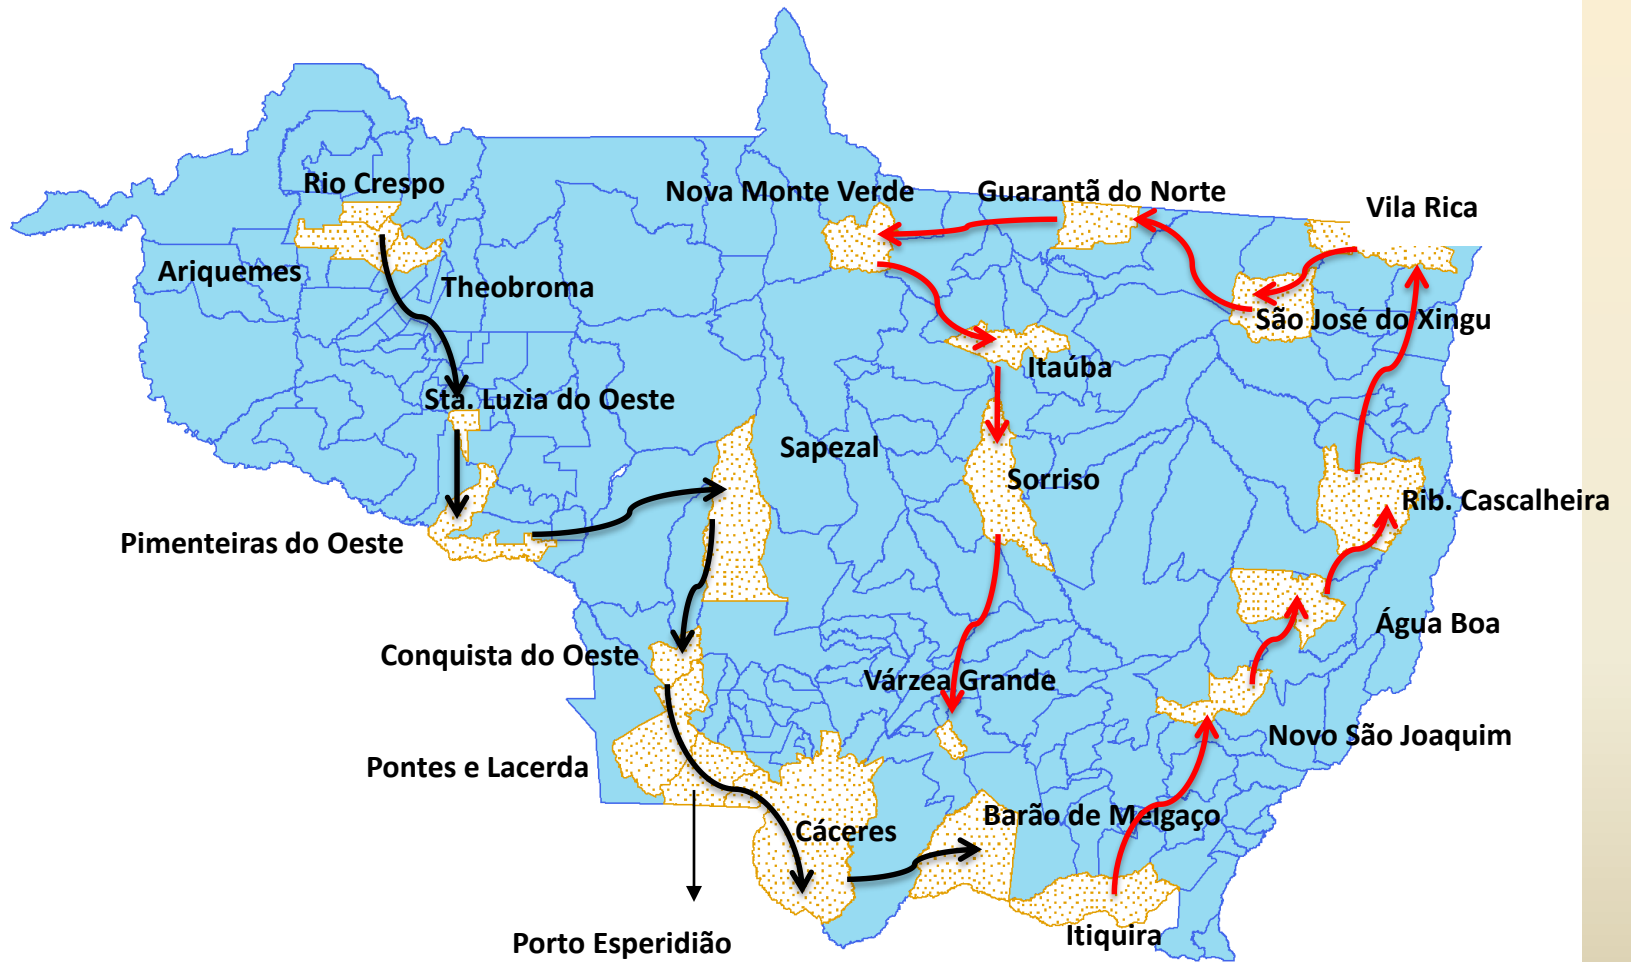 Rio Crespo
Nova Monte Verde
Guarantã do Norte
Vila Rica
Ariquemes
Theobroma
São José do Xingu
Itaúba
Sta. Luzia do Oeste
Sapezal
Sorriso
Rib. Cascalheira
Pimenteiras do Oeste
Água Boa
Conquista do Oeste
Várzea Grande
Novo São Joaquim
Pontes e Lacerda
Barão de Melgaço
Cáceres
Itiquira
Porto Esperidião